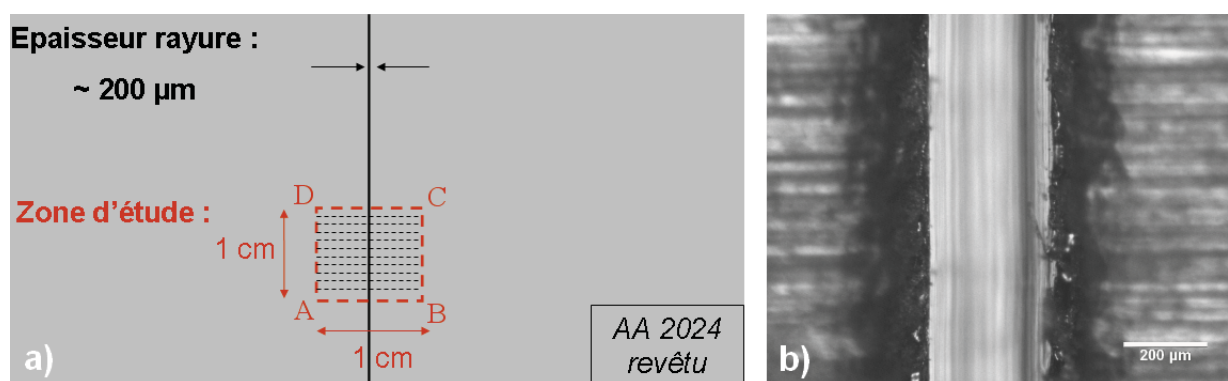 Epaisseur rayure :
~ 200 µm
D
C
Zone d'étude :
1 cm
A
B
1 cm
AA 2024
revêtu
a)
b)
200 µm